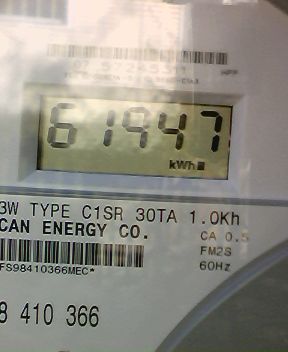 61947
kWh
3W TYPE C1SR 30TA 1.0Kh
CAN ENERGY CO.
CA 0.5
FM2S
60Hz
FS98410366MEC*
8 410 366